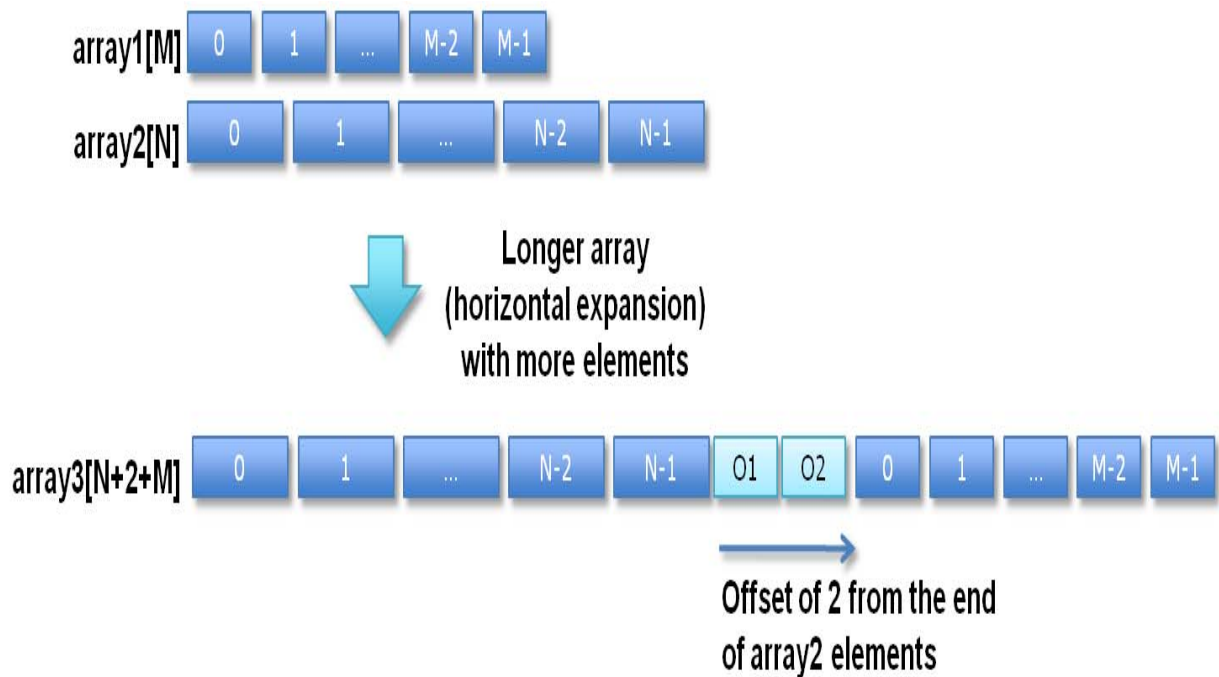 array1[M] 0 1 ... M-2 M-1
array2[N] 0 1 ... N-2 N-1
Longer array
(horizontal expansion)
with more elements
array3[N+2+M] 0 1 ... N-2 N-1 O1 O2 0 1 ... M-2 M-1
Offset of 2 from the end
of array2 elements